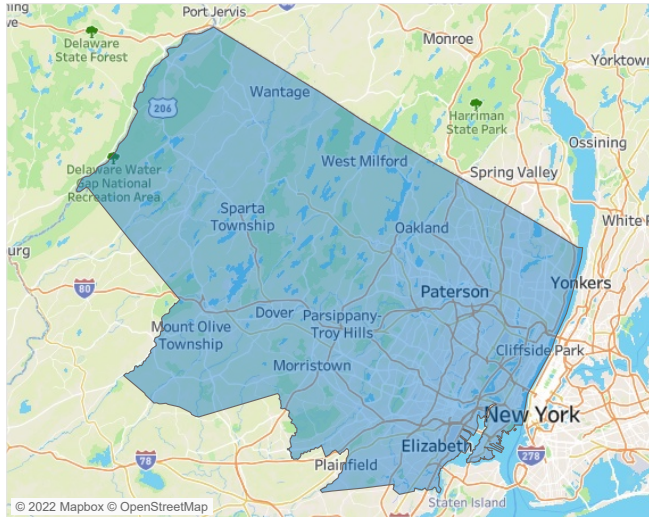 ning
ve
Port Jervis
Delaware
State Forest
Monroe
Yorktown
206
Wantage
Harriman
State Park
Ossining
Delaware Water
Gap National
Recreation Area
West Milford
Spring Valley
White P
Sparta
Township
Oakland
urg
80
Yonkers
Paterson
Dover
Parsippany-
Troy Hills
Mount Olive
Township
Cliffside Park
Morristown
New York
Elizabeth
78
Plainfield
278
Staten Island
© 2022 Mapbox © OpenStreetMap